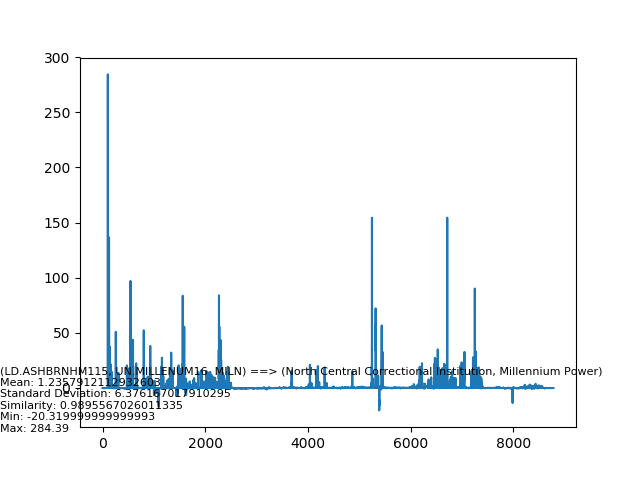 300
250
200
150
100
50
(LD.ASHBRNHM115, UN.MILLENUM16, MLN) ==> (North Central Correctional Institution, Millennium Power)
Mean: 1.2357912112932603
0
Standard Deviation: 6.376167017910295
Similarity: 0.9895567026011335
Min: -20.319999999999993
Max: 284.39
0 2000 4000 6000 8000